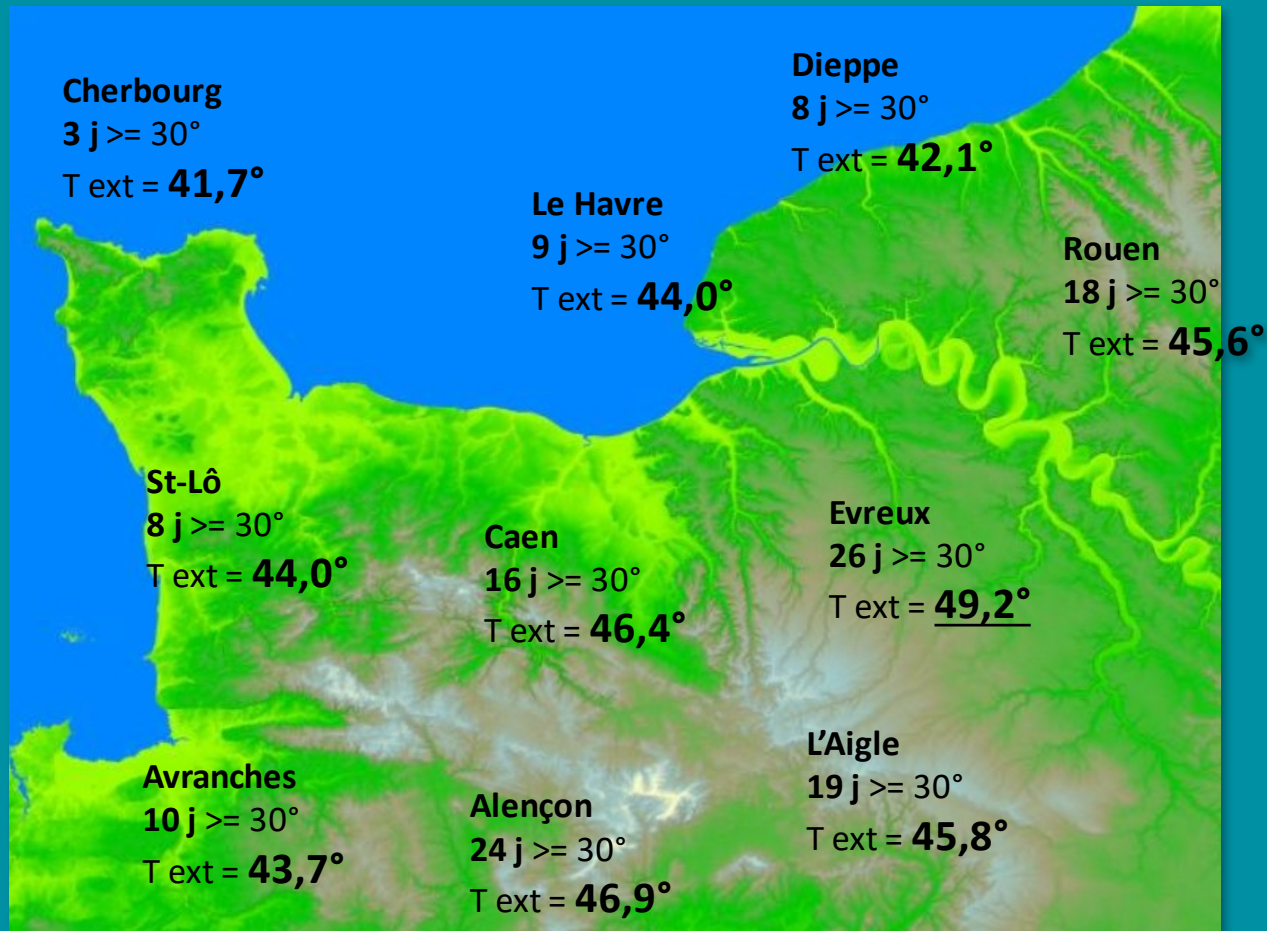 Cherbourg
3 j >= 30°
T ext = 41,7°
Dieppe
8 j >= 30°
T ext = 42,1°
Le Havre
9 j >= 30°
T ext = 44,0°
Rouen
18 j >= 30°
T ext = 45,6°
St-Lô
8 j >= 30°
T ext = 44,0°
Caen
16 j >= 30°
T ext = 46,4°
Evreux
26 j >= 30°
T ext = 49,2°
Avranches
10 j >= 30°
T ext = 43,7°
Alençon
24 j >= 30°
T ext = 46,9°
L’Aigle
19 j >= 30°
T ext = 45,8°